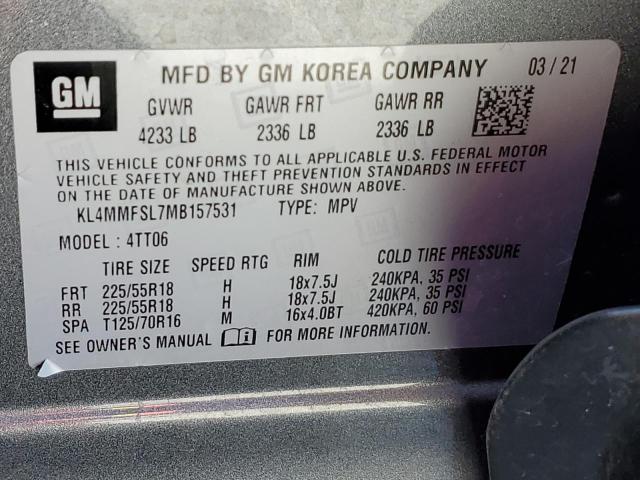 GM MFD BY GM KOREA COMPANY 03/21
GVWR GAWR FRT GAWR RR
4233 LB 2336 LB 2336 LB
THIS VEHICLE CONFORMS TO ALL APPLICABLE U.S. FEDERAL MOTOR
VEHICLE SAFETY AND THEFT PREVENTION STANDARDS IN EFFECT
ON THE DATE OF MANUFACTURE SHOWN ABOVE.
KL4MMFSL7MB157531 TYPE: MPV
MODEL: 4TT06
TIRE SIZE SPEED RTG RIM COLD TIRE PRESSURE
FRT 225/55R18 H 18x7.5J 240KPA, 35 PSI
RR 225/55R18 H 18x7.5J 240KPA, 35 PSI
SPA T125/70R16 M 16x4.0BT 420KPA, 60 PSI
SEE OWNER'S MANUAL FOR MORE INFORMATION.